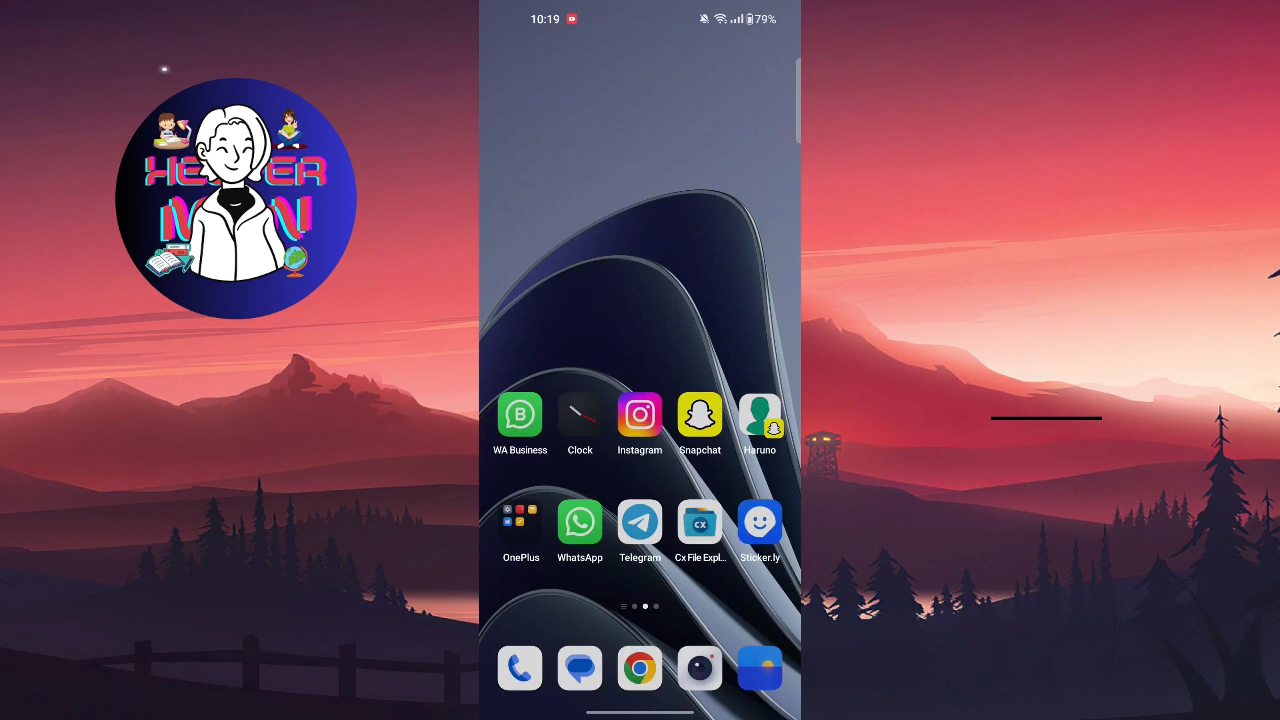 10:19
79%
WA Business
Clock
Instagram
Snapchat
Haruno
OnePlus
WhatsApp
Telegram
Cx File Expl...
Sticker.ly